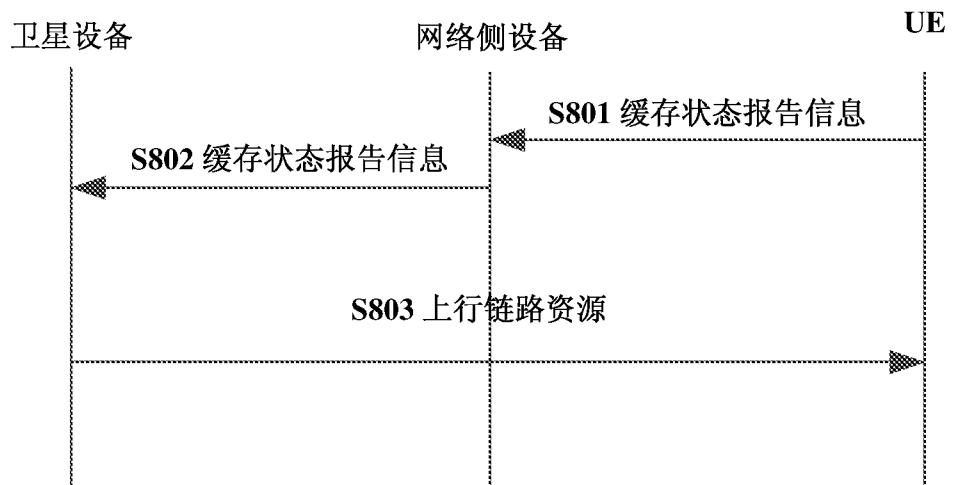 卫星设备
网络侧设备
UE
S801 缓存状态报告信息
S802 缓存状态报告信息
S803 上行链路资源